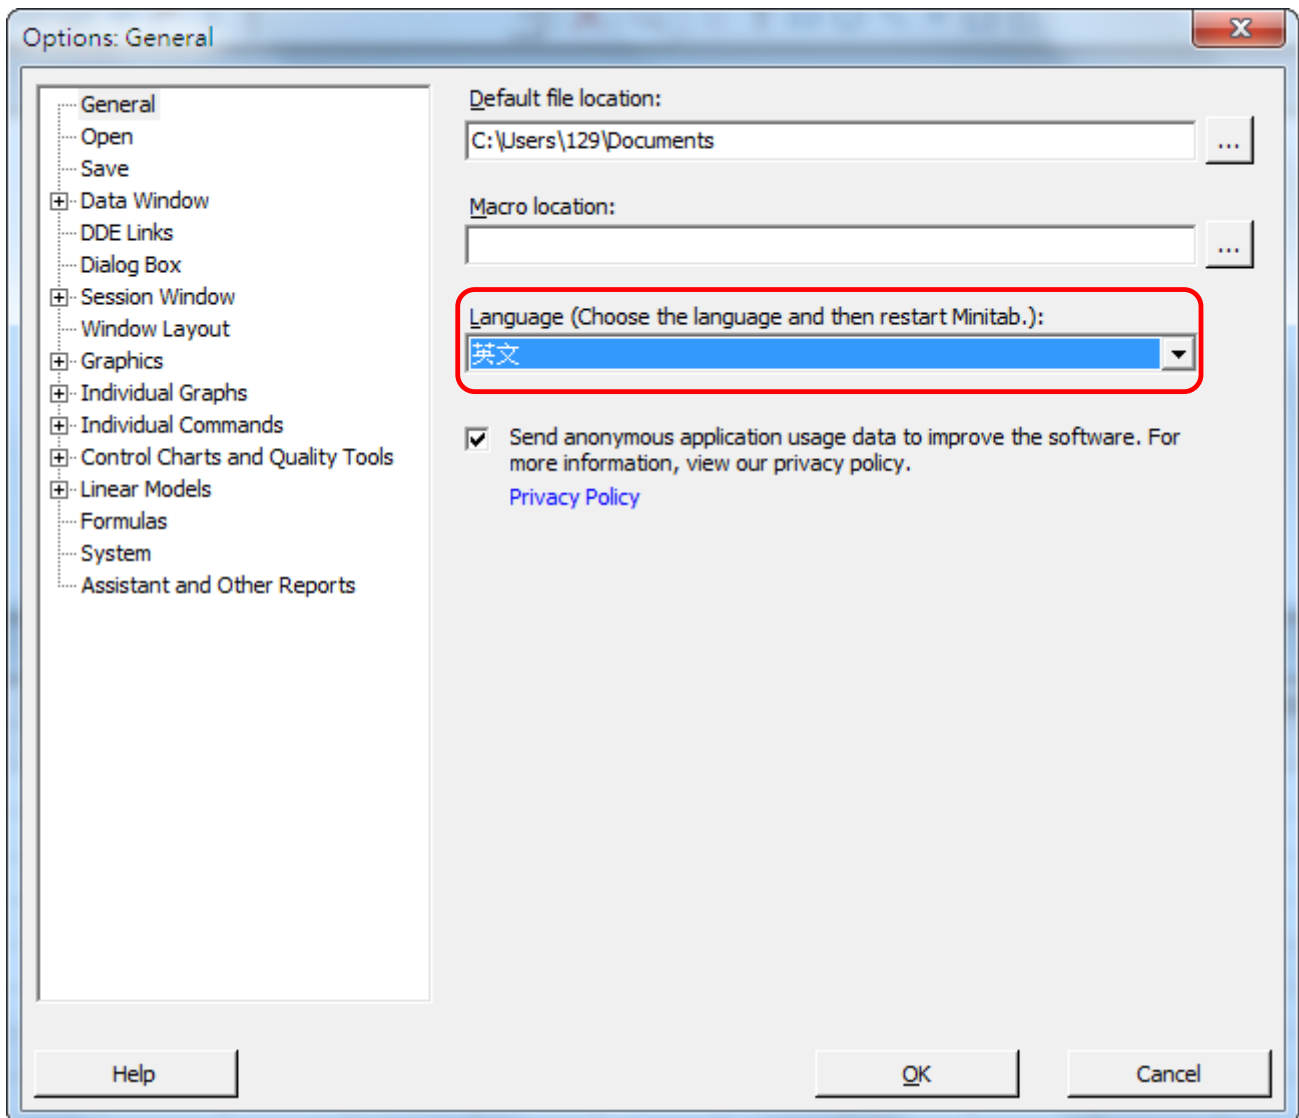 Options: General
General
Open
Save
Data Window
DDE Links
Dialog Box
Session Window
Window Layout
Graphics
Individual Graphs
Individual Commands
Control Charts and Quality Tools
Linear Models
Formulas
System
Assistant and Other Reports
Default file location:
C:\Users\129\Documents
...
Macro location:
...
Language (Choose the language and then restart Minitab.):
英文
Send anonymous application usage data to improve the software. For
more information, view our privacy policy.
Privacy Policy
Help
OK
Cancel